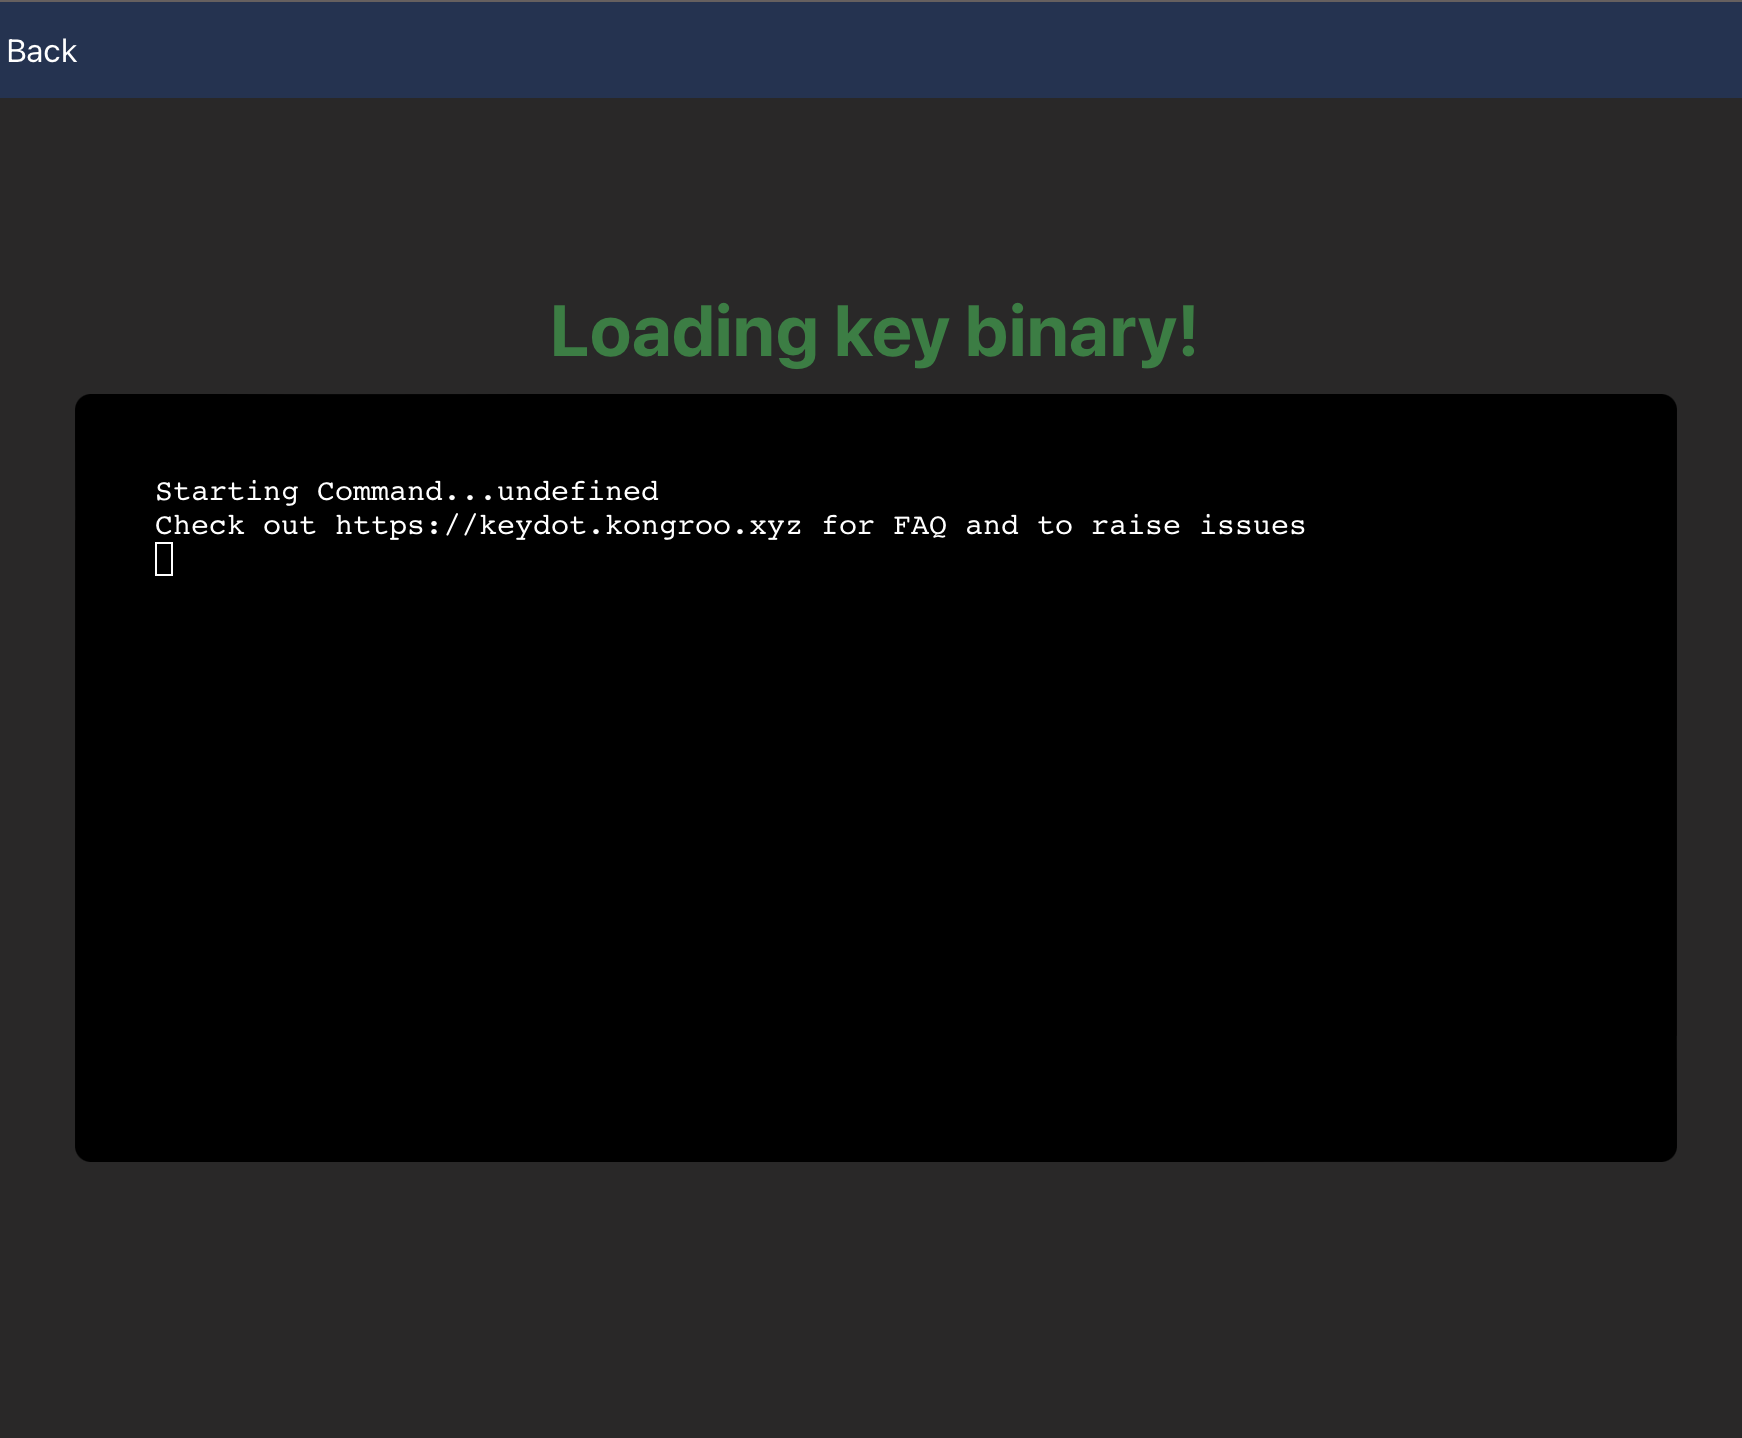 Back
Loading key binary!
Starting Command...undefined
Check out https://keydot.kongroo.xyz for FAQ and to raise issues